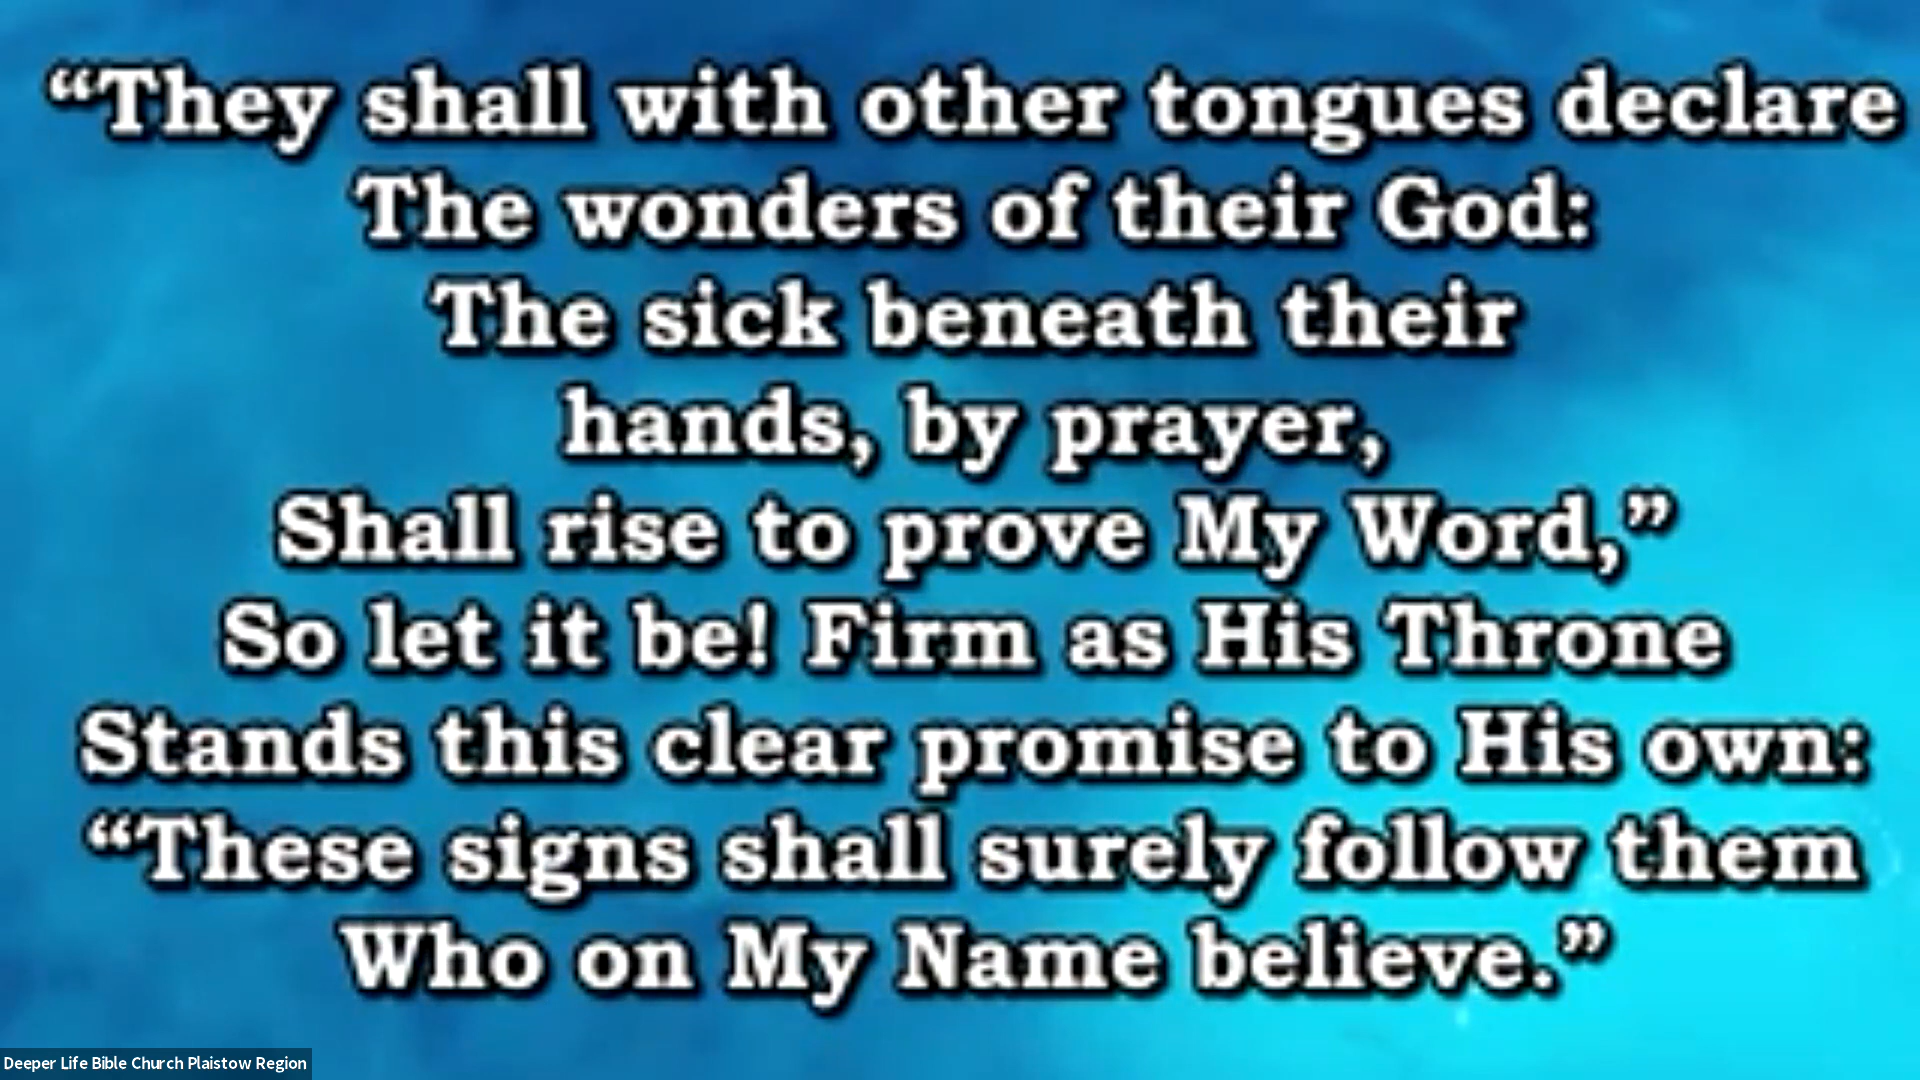 “They shall with other tongues declare
The wonders of their God:
The sick beneath their
hands, by prayer,
Shall rise to prove My Word,”
So let it be! Firm as His Throne
Stands this clear promise to His own:
“These signs shall surely follow them
Who on My Name believe.”
Deeper Life Bible Church Plaistow Region